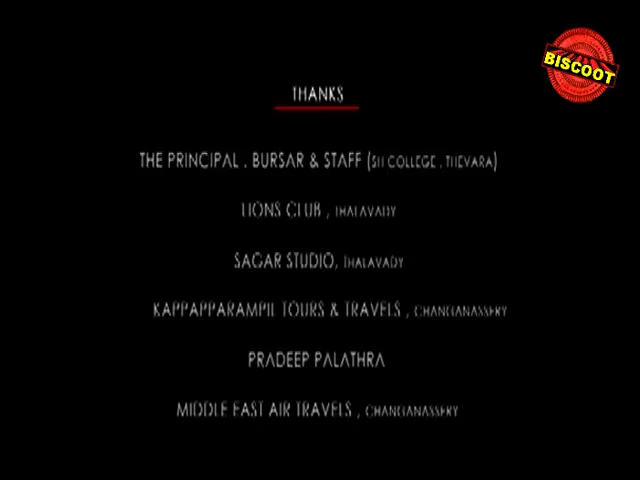 BISCOOT
THANKS
THE PRINCIPAL . BURSAR & STAFF (SH COLLEGE , THEVARA)
LIONS CLUB , THALAVADY
SAGAR STUDIO, THALAVADY
KAPPAPPARAMPIL TOURS & TRAVELS , CHANGANASSERY
PRADEEP PALATHRA
MIDDLE EAST AIR TRAVELS , CHANGANASSERY